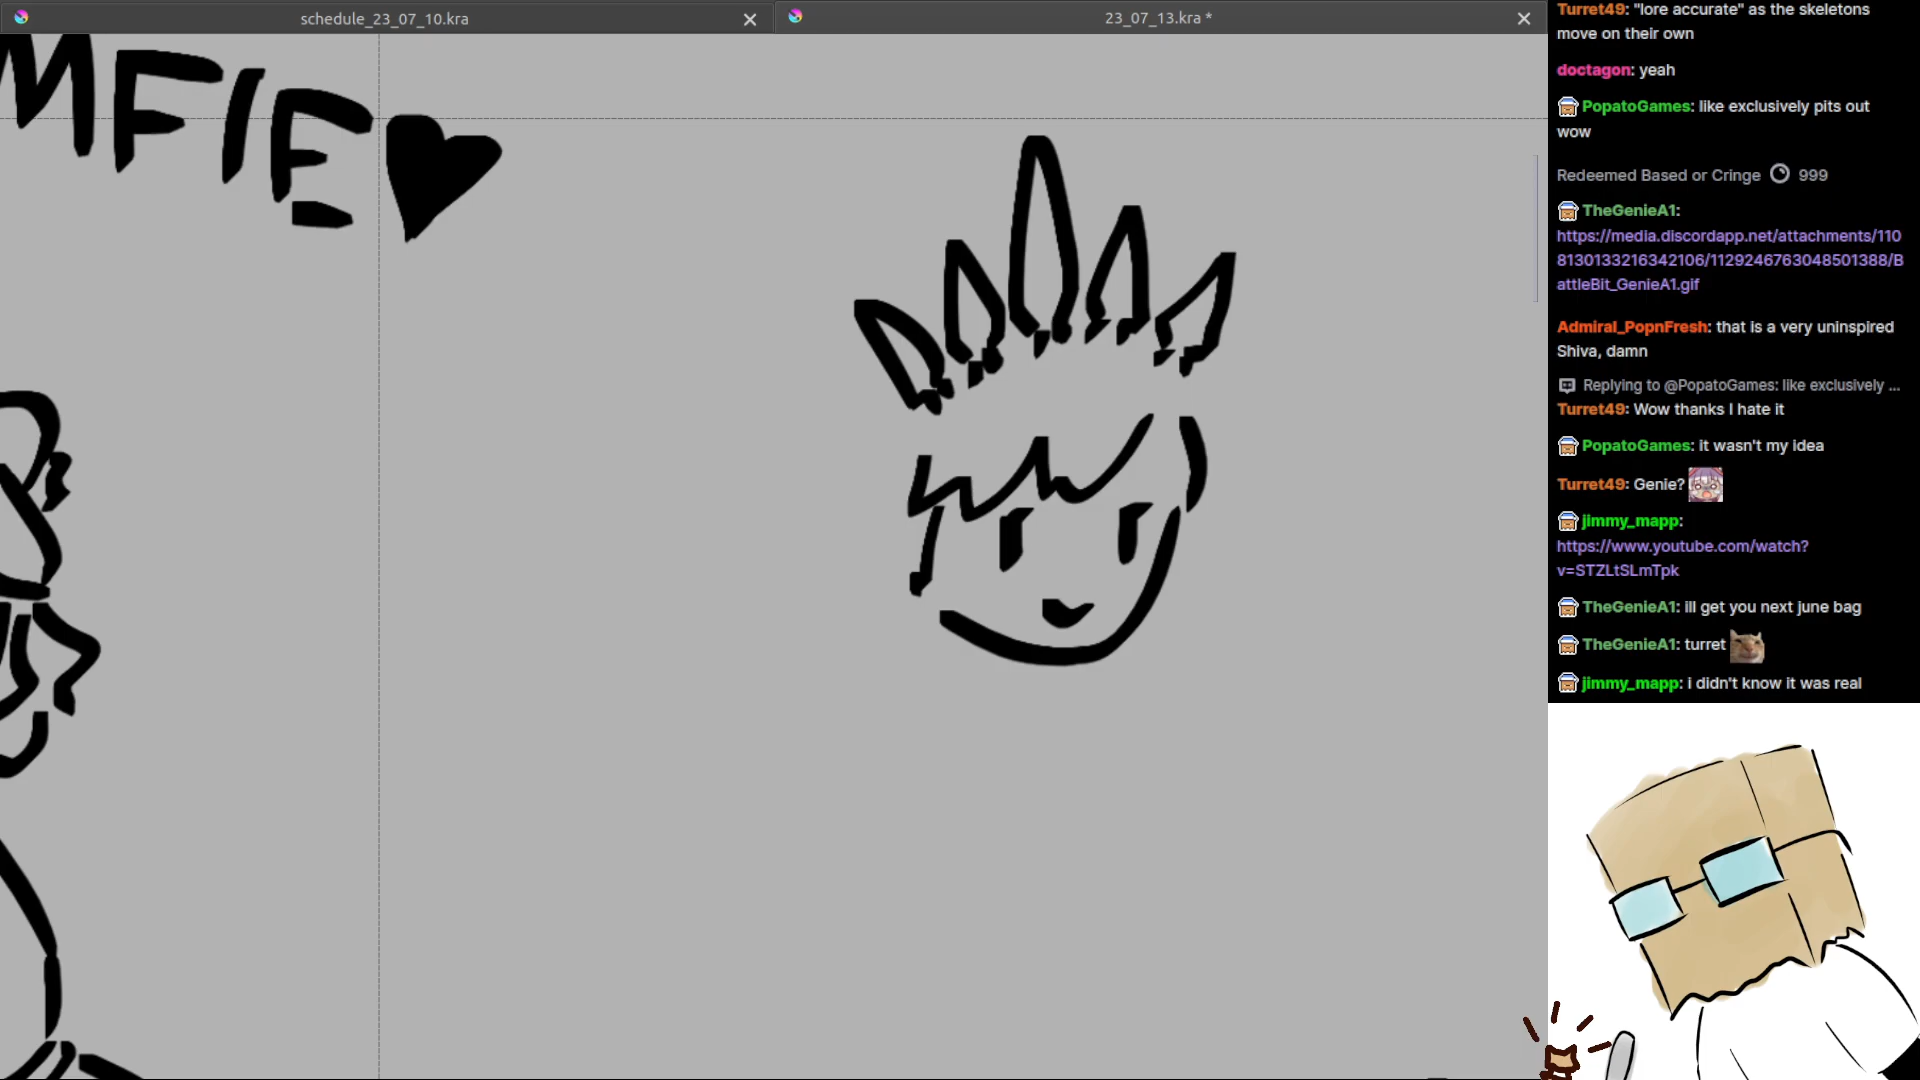 schedule_23_07_10.kra
23_07_13.kra *
MFIE♥
Turret49: "lore accurate" as the skeletons
move on their own
doctagon: yeah
PopatoGames: like exclusively pits out
wow
Redeemed Based or Cringe 999
TheGenieA1:
https://media.discordapp.net/attachments/110
8130133216342106/1129246763048501388/B
attleBit_GenieA1.gif
Admiral_PopnFresh: that is a very uninspired
Shiva, damn
Replying to @PopatoGames: like exclusively ...
Turret49: Wow thanks I hate it
PopatoGames: it wasn't my idea
Turret49: Genie?
jimmy_mapp:
https://www.youtube.com/watch?
v=STZLtSLmTpk
TheGenieA1: ill get you next june bag
TheGenieA1: turret
jimmy_mapp: i didn't know it was real